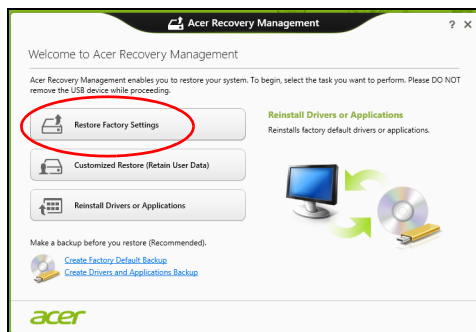 Acer Recovery Management
? X
Welcome to Acer Recovery Management
Acer Recovery Management enables you to restore your system. To begin, select the task you want to perform. Please DO NOT
remove the USB device while proceeding.
Restore Factory Settings
Customized Restore (Retain User Data)
Reinstall Drivers or Applications
Reinstall Drivers or Applications
Reinstalls factory default drivers or applications.
Make a backup before you restore (Recommended).
Create Factory Default Backup
Create Drivers and Applications Backup
acer